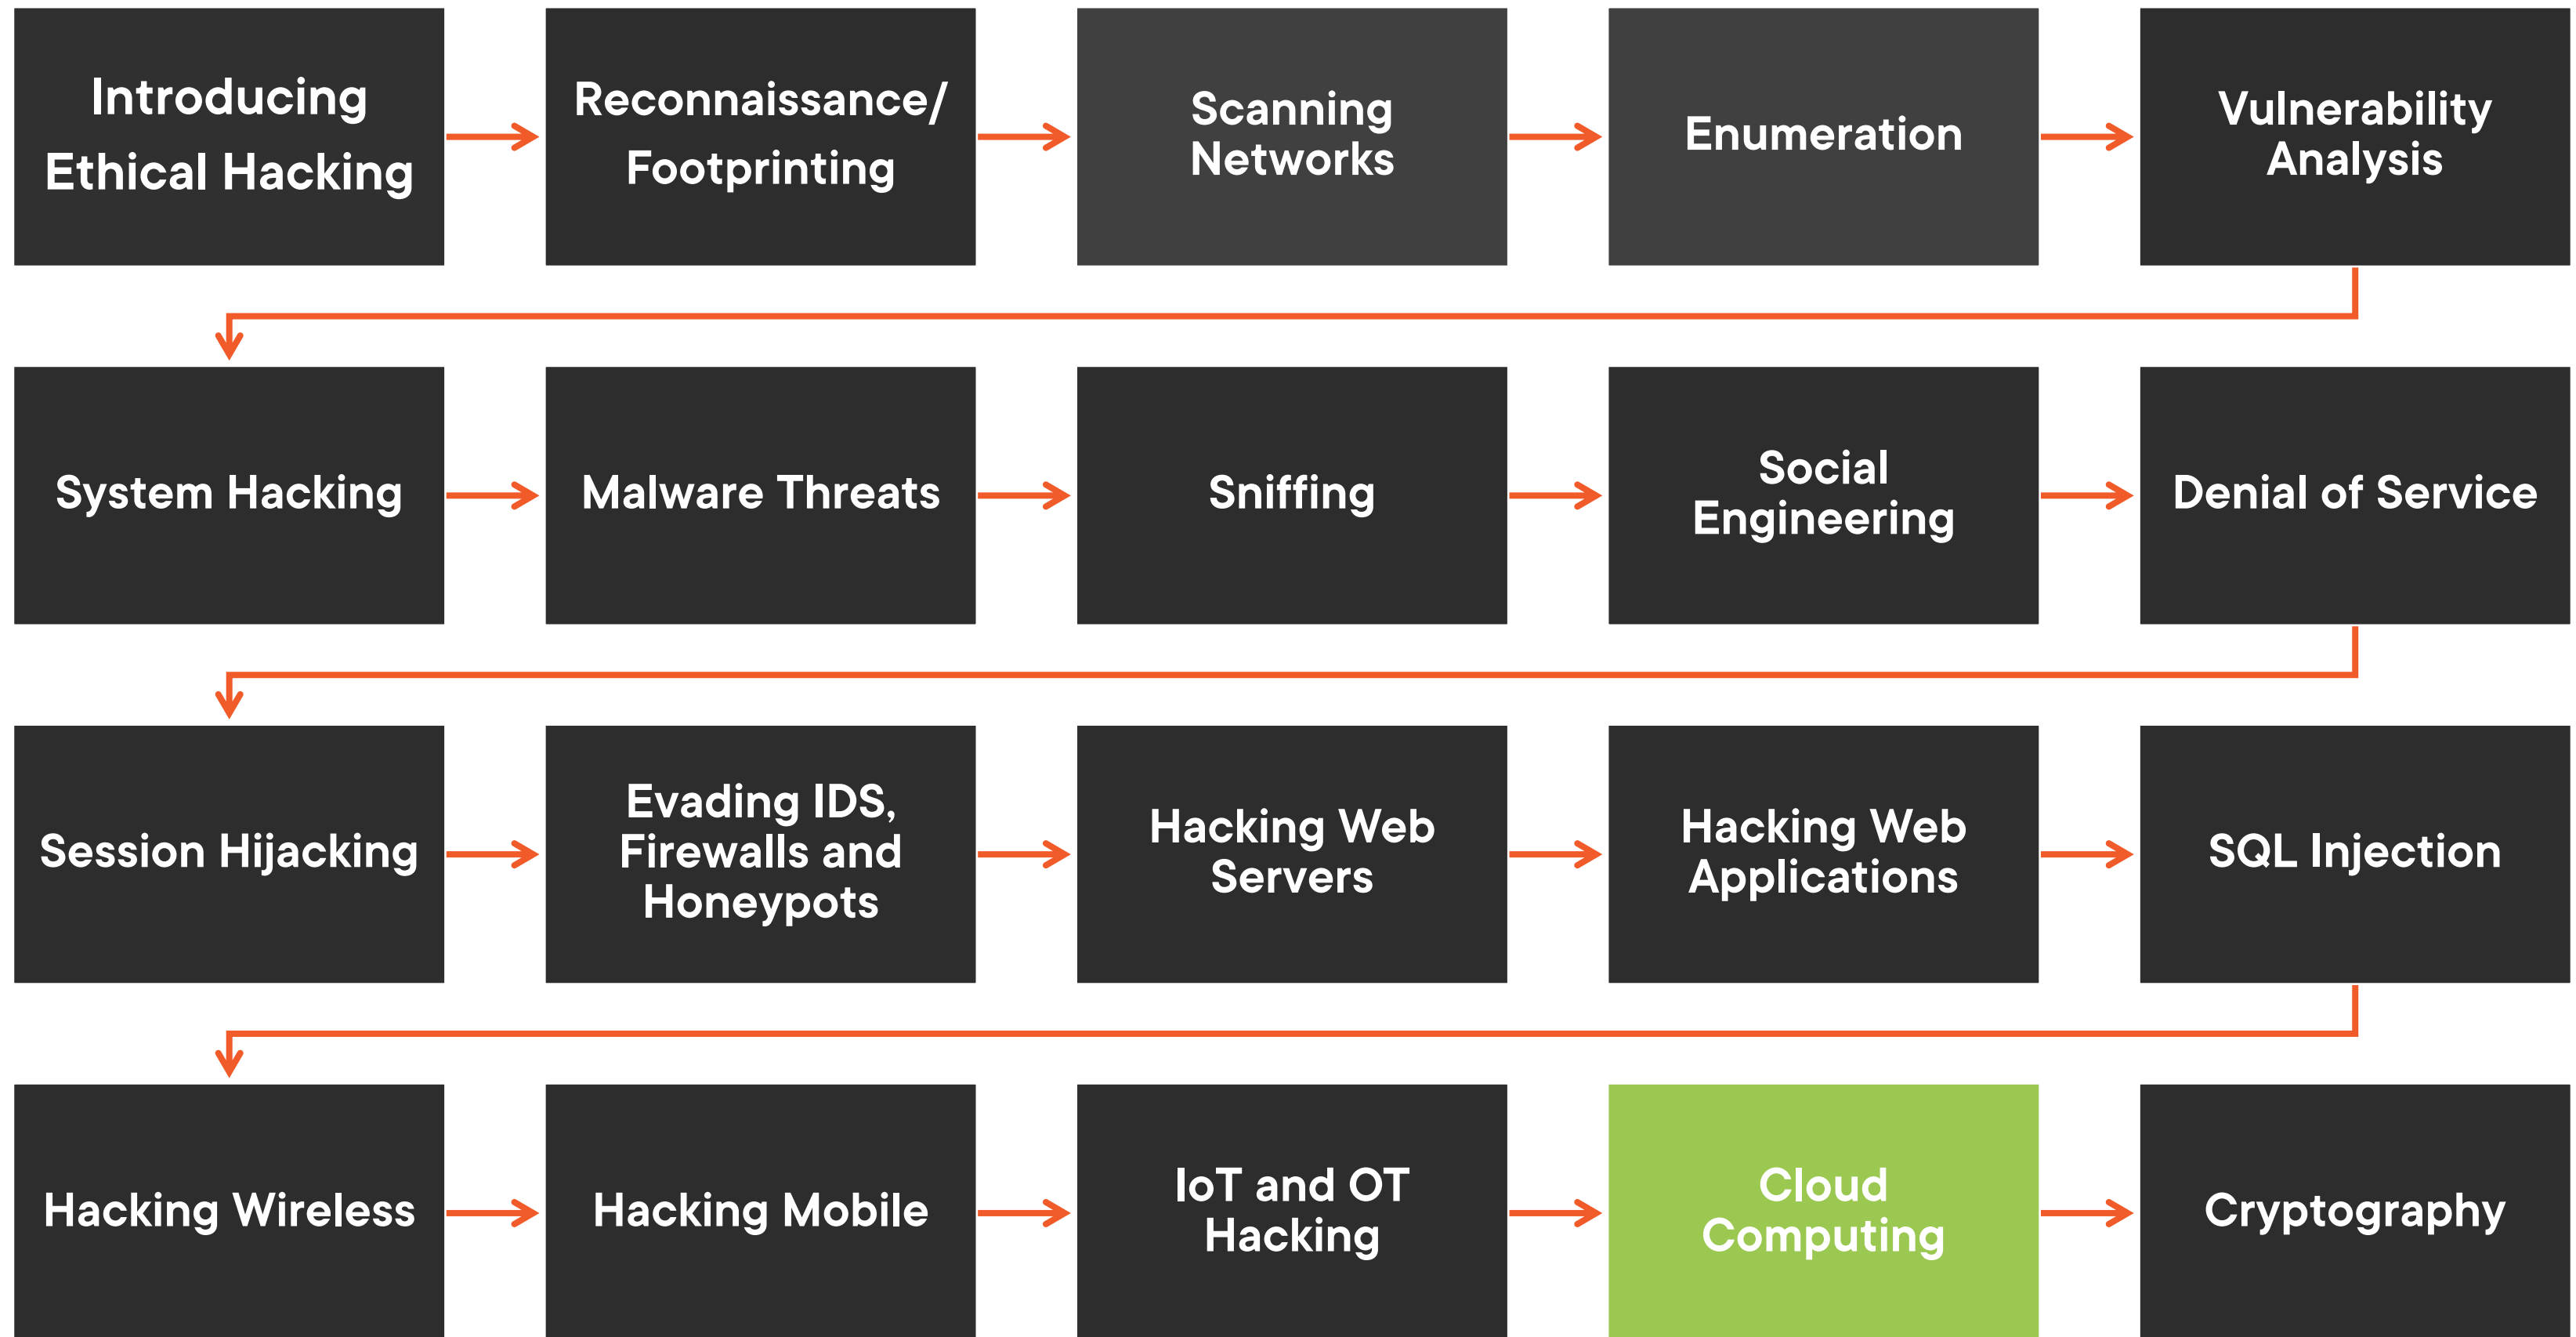 Introducing
Ethical Hacking
Reconnaissance/
Footprinting
Scanning
Networks
Enumeration
Vulnerability
Analysis
System Hacking
Malware Threats
Sniffing
Social
Engineering
Denial of Service
Session Hijacking
Evading IDS,
Firewalls and
Honeypots
Hacking Web
Servers
Hacking Web
Applications
SQL Injection
Hacking Wireless
Hacking Mobile
IoT and OT
Hacking
Cloud
Computing
Cryptography